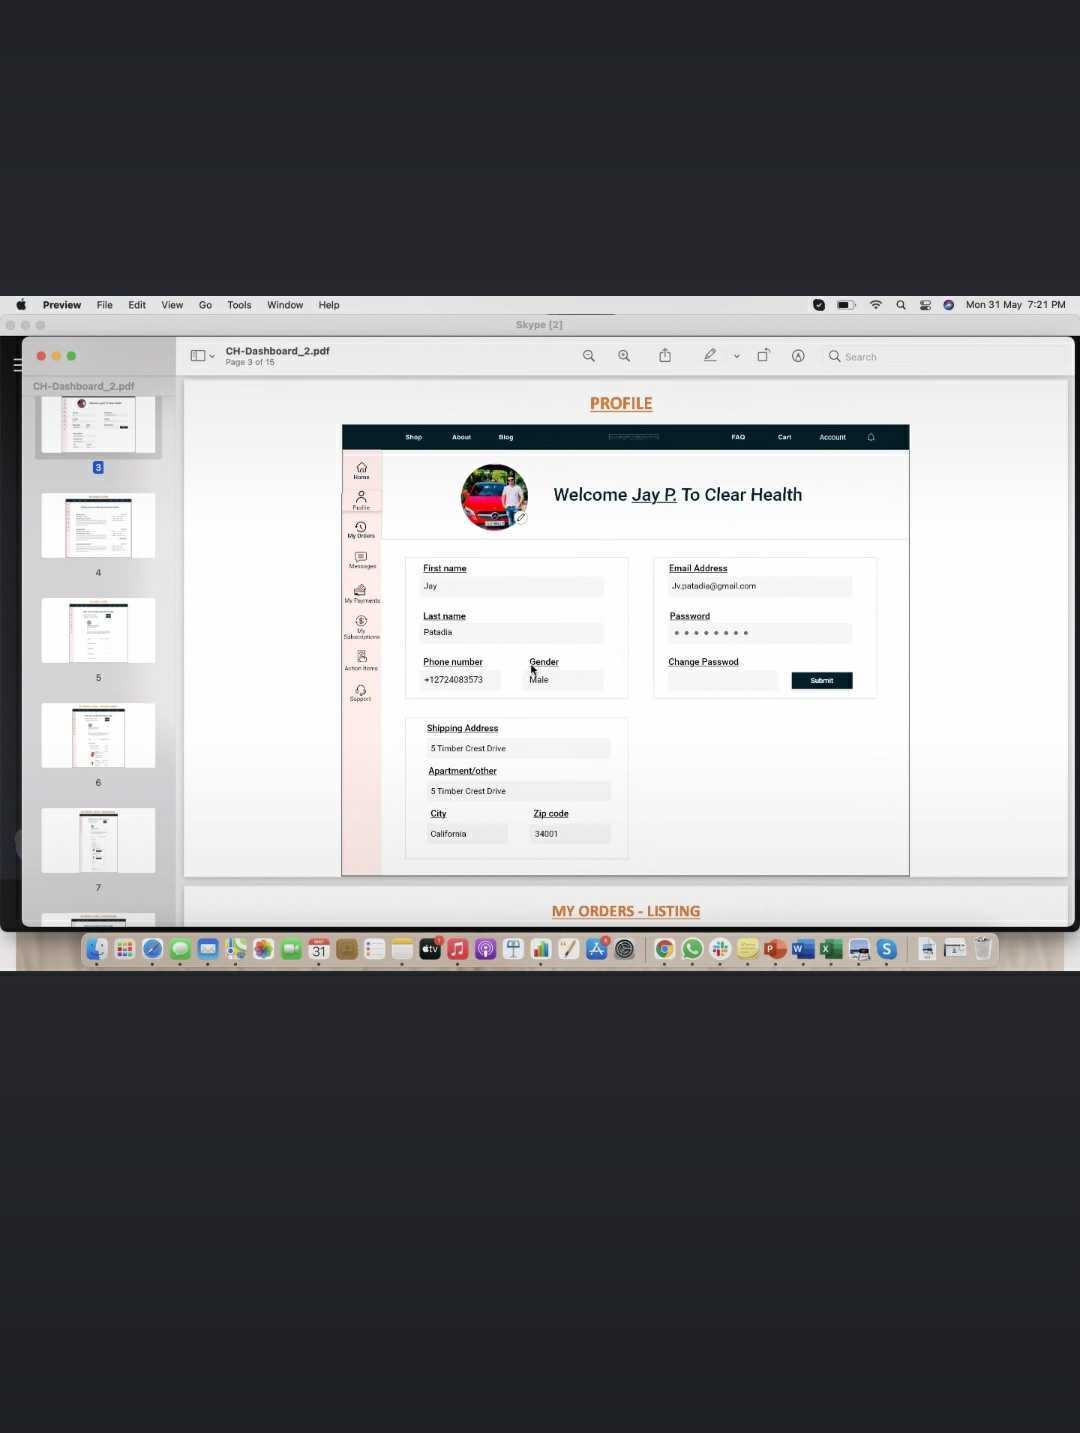 Preview File Edit View Go Tools Window Help Mon 31 May 7:21 PM
Skype [2]
CH-Dashboard_2.pdf
Page 3 of 15
Search
CH-Dashboard_2.pdf
3
4
5
6
7
PROFILE
Shop About Blog FAQ Cart Account
Home
Profile
My Orders
Messages
My Payments
My
Subscriptions
Action Items
Support
Welcome Jay P. To Clear Health
First name
Jay
Last name
Patadia
Phone number Gender
+12724083573 Male
Email Address
Jv.patadia@gmail.com
Password
Change Passwod
Submit
Shipping Address
5 Timber Crest Drive
Apartment/other
5 Timber Crest Drive
City Zip code
California 34001
MY ORDERS - LISTING
31
tv